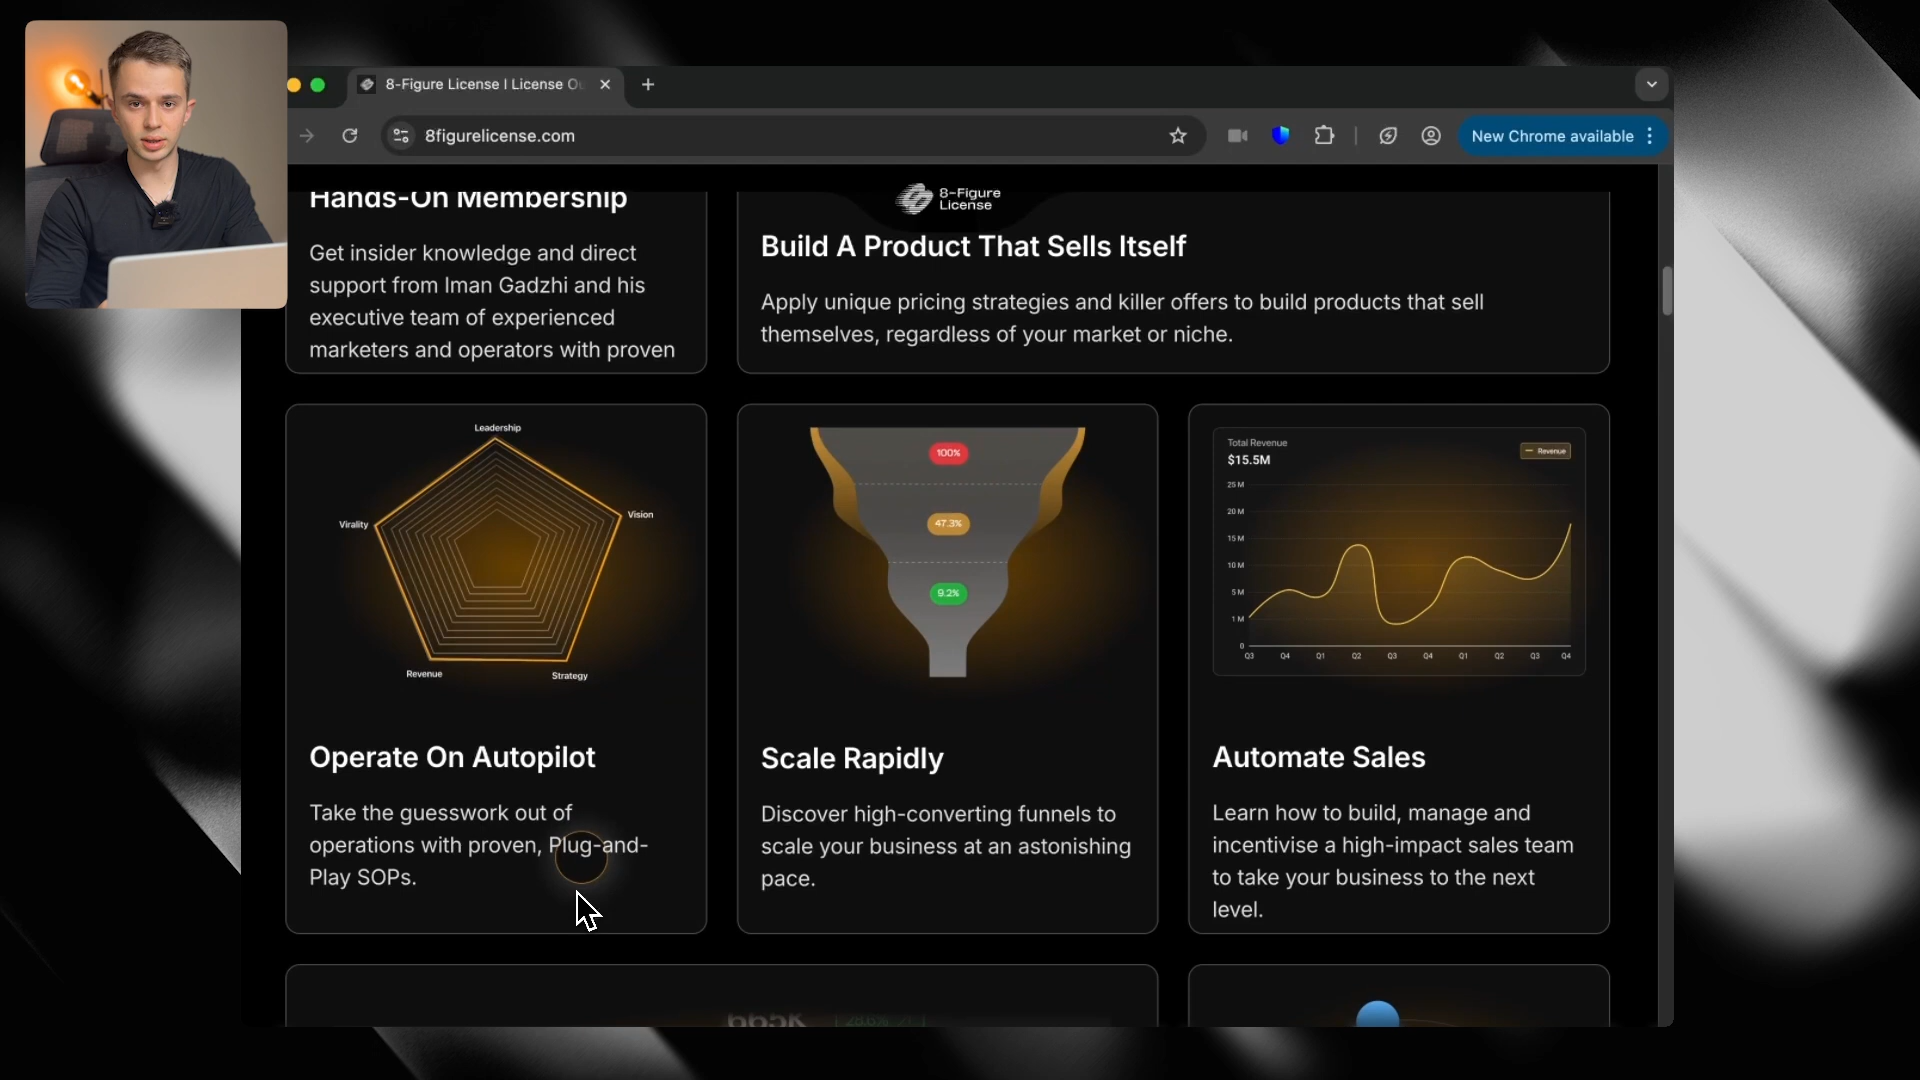 8-Figure License | License Ou
8figurelicense.com
New Chrome available
8-Figure
License
Hands-On Membership
Get insider knowledge and direct
support from Iman Gadzhi and his
executive team of experienced
marketers and operators with proven
Build A Product That Sells Itself
Apply unique pricing strategies and killer offers to build products that sell
themselves, regardless of your market or niche.
Leadership
Vision
Virality
Revenue
Strategy
Operate On Autopilot
Take the guesswork out of
operations with proven, Plug-and-
Play SOPs.
100%
47.3%
9.2%
Scale Rapidly
Discover high-converting funnels to
scale your business at an astonishing
pace.
Total Revenue
$15.5M
Revenue
25 M
20 M
15 M
10 M
5 M
1 M
0
Q3 Q4 Q1 Q2 Q3 Q4 Q1 Q2 Q3 Q4
Automate Sales
Learn how to build, manage and
incentivise a high-impact sales team
to take your business to the next
level.
665K
28.6%